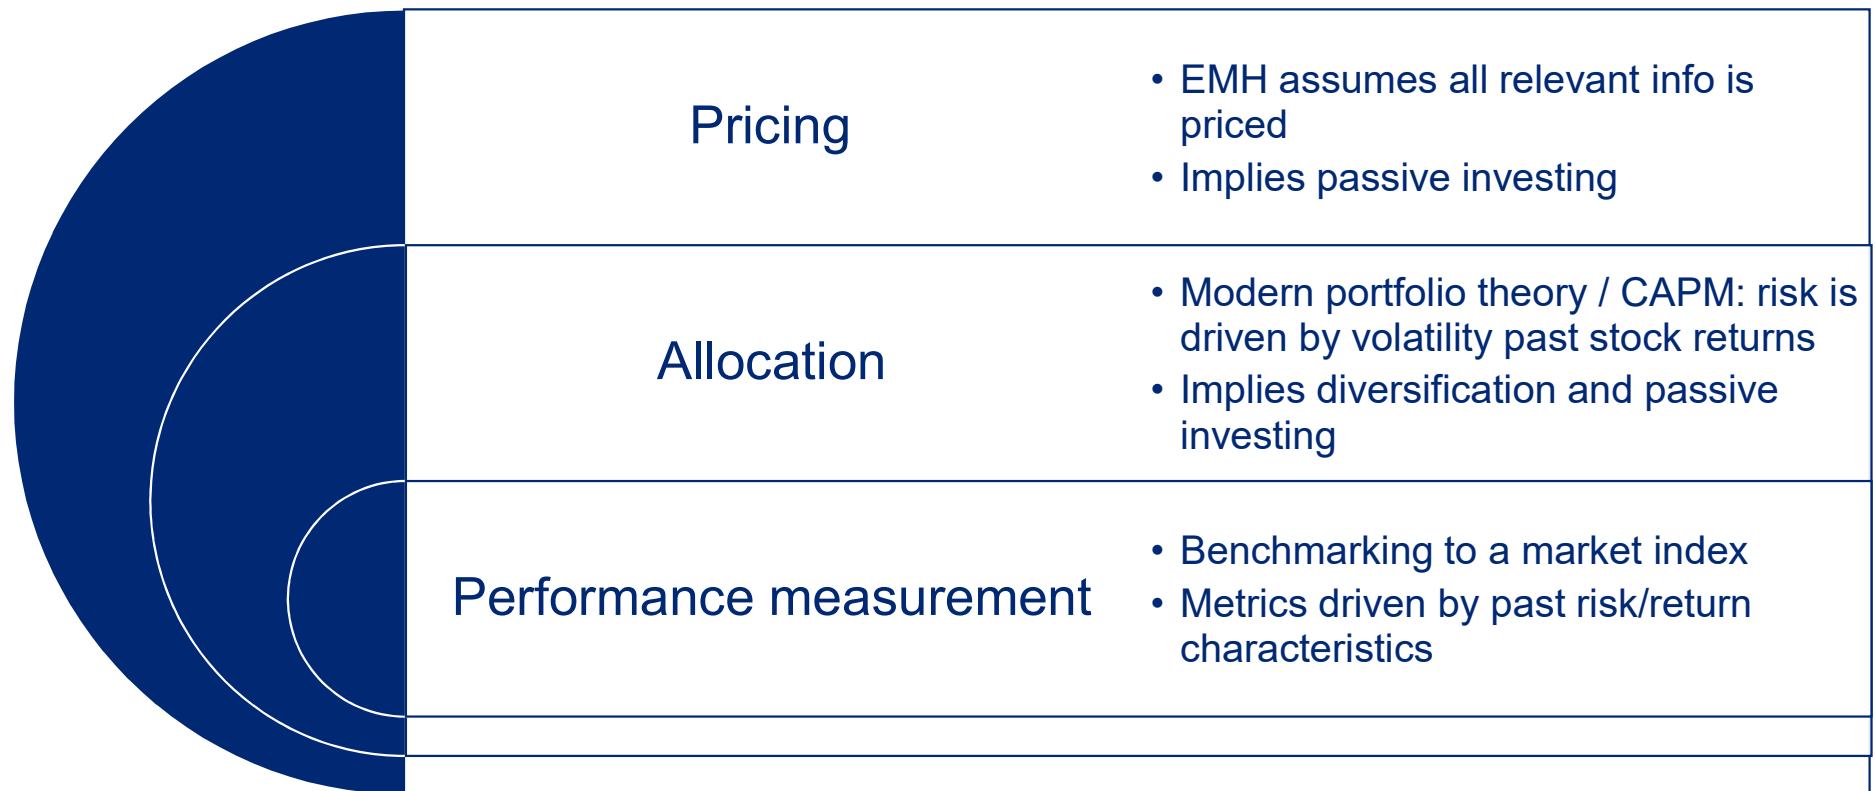 Pricing
• EMH assumes all relevant info is
priced
• Implies passive investing
Allocation
• Modern portfolio theory / CAPM: risk is
driven by volatility past stock returns
• Implies diversification and passive
investing
Performance measurement
• Benchmarking to a market index
• Metrics driven by past risk/return
characteristics